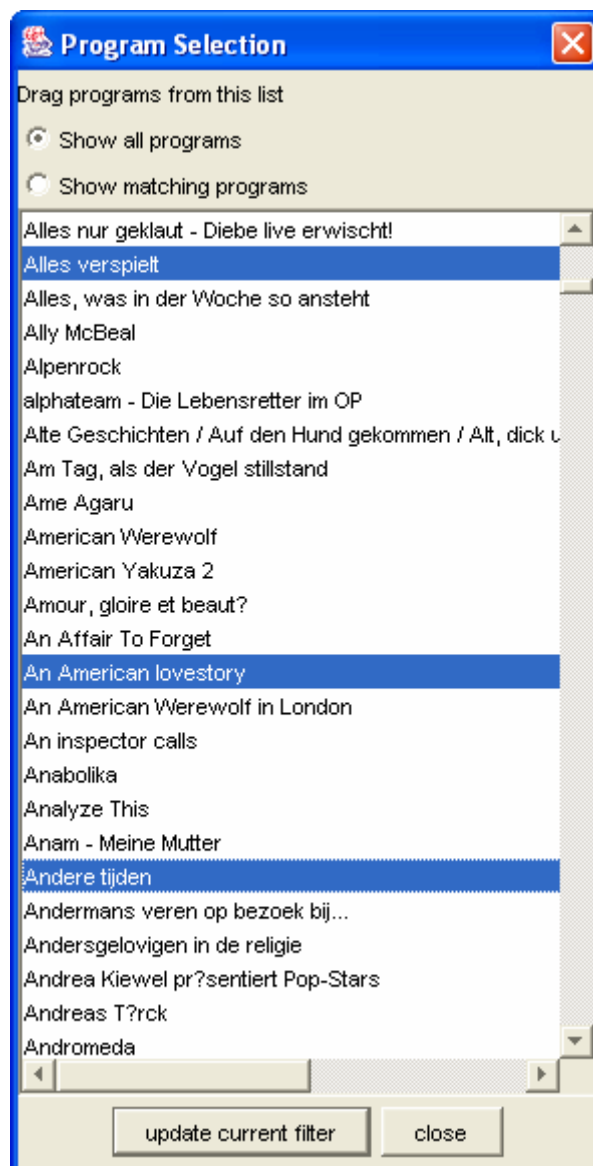 Program Selection
Drag programs from this list
Show all programs
Show matching programs
Alles nur geklaut - Diebe live erwischt!
Alles verspielt
Alles, was in der Woche so ansteht
Ally McBeal
Alpenrock
alphateam - Die Lebensretter im OP
Alte Geschichten / Auf den Hund gekommen / Alt, dick u
Am Tag, als der Vogel stillstand
Ame Agaru
American Werewolf
American Yakuza 2
Amour, gloire et beaut?
An Affair To Forget
An American lovestory
An American Werewolf in London
An inspector calls
Anabolika
Analyze This
Anam - Meine Mutter
Andere tijden
Andermans veren op bezoek bij...
Andersgelovigen in de religie
Andrea Kiewel pr?sentiert Pop-Stars
Andreas T?rck
Andromeda
update current filter close